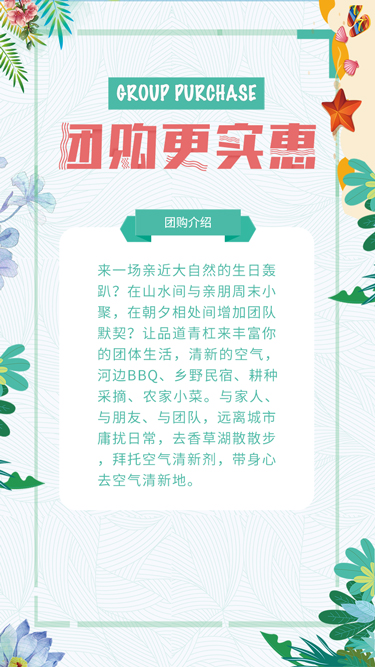 GROUP PURCHASE
团购更实惠
团购介绍
来一场亲近大自然的生日轰
趴？在山水间与亲朋周末小
聚，在朝夕相处间增加团队
默契？让品道青杠来丰富你
的团体生活，清新的空气，
河边BBQ、乡野民宿、耕种
采摘、农家小菜。与家人、
与朋友、与团队，远离城市
庸扰日常，去香草湖散散步
，拜托空气清新剂，带身心
去空气清新地。